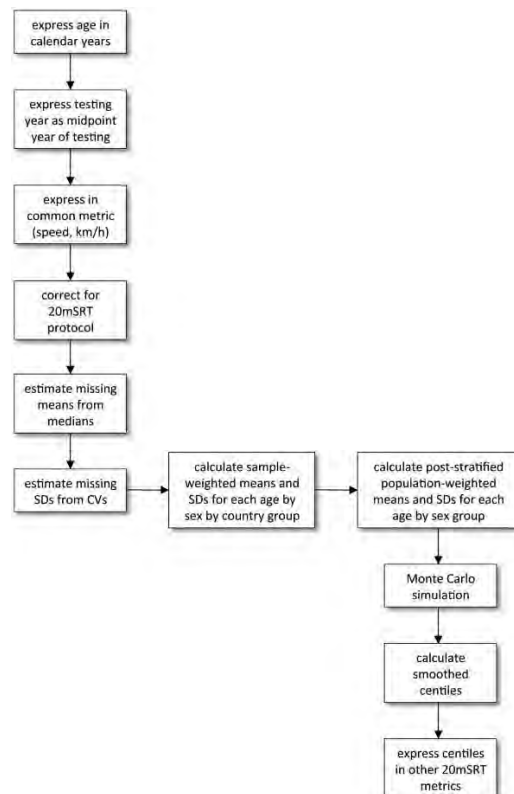 express age in
calendar years
express testing
year as midpoint
year of testing
express in
common metric
(speed, km/h)
correct for
20mSRT
protocol
estimate missing
means from
medians
estimate missing
SDs from CVs
calculate sample-
weighted means and
SDs for each age by
sex by country group
calculate post-stratified
population-weighted
means and SDs for each
age by sex group
Monte Carlo
simulation
calculate
smoothed
centiles
express centiles
in other 20mSRT
metrics